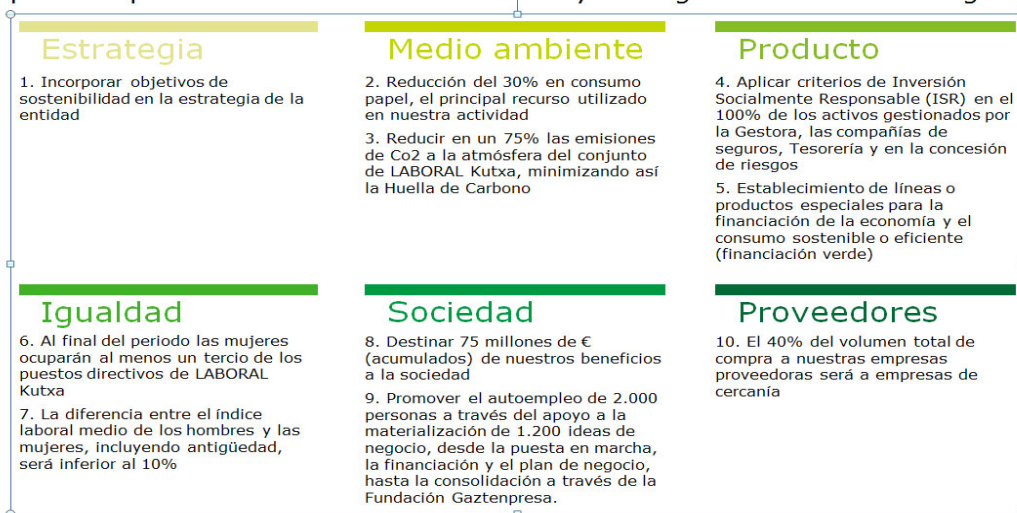 Estrategia
1. Incorporar objetivos de
sostenibilidad en la estrategia de la
entidad
Medio ambiente
2. Reducción del 30% en consumo
papel, el principal recurso utilizado
en nuestra actividad
3. Reducir en un 75% las emisiones
de Co2 a la atmósfera del conjunto
de LABORAL Kutxa, minimizando así
la Huella de Carbono
Producto
4. Aplicar criterios de Inversión
Socialmente Responsable (ISR) en el
100% de los activos gestionados por
la Gestora, las compañías de
seguros, Tesorería y en la concesión
de riesgos
5. Establecimiento de líneas o
productos especiales para la
financiación de la economía y el
consumo sostenible o eficiente
(financiación verde)
Igualdad
6. Al final del periodo las mujeres
ocuparán al menos un tercio de los
puestos directivos de LABORAL
Kutxa
7. La diferencia entre el índice
laboral medio de los hombres y las
mujeres, incluyendo antigüedad,
será inferior al 10%
Sociedad
8. Destinar 75 millones de €
(acumulados) de nuestros beneficios
a la sociedad
9. Promover el autoempleo de 2.000
personas a través del apoyo a la
materialización de 1.200 ideas de
negocio, desde la puesta en marcha,
la financiación y el plan de negocio,
hasta la consolidación a través de la
Fundación Gaztenpresa.
Proveedores
10. El 40% del volumen total de
compra a nuestras empresas
proveedoras será a empresas de
cercanía